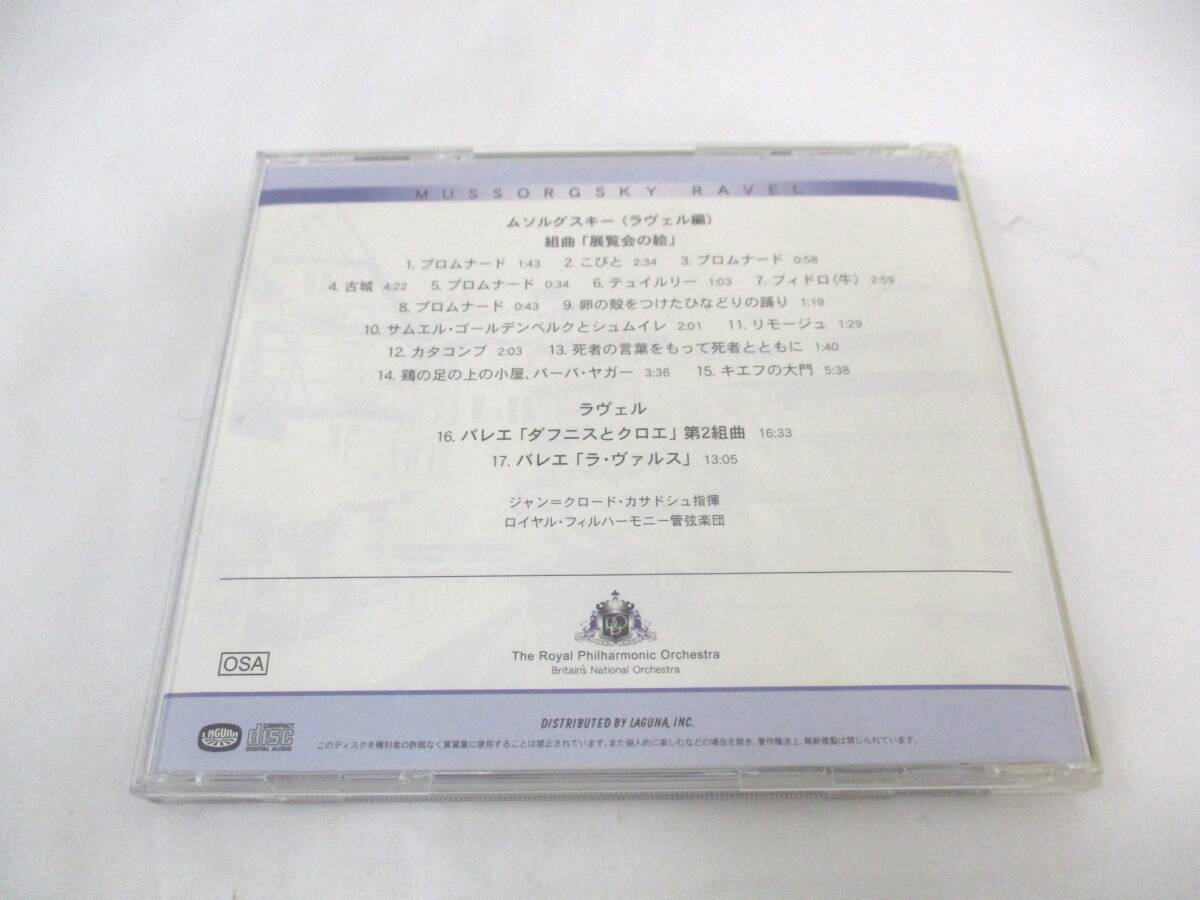 MUSSORGSKY RAVEL
ムソルグスキー（ラヴェル編）
組曲「展覧会の絵」
1. プロムナード 1:43 2. こびと 2:34 3. プロムナード 0:58
4. 古城 4:22 5. プロムナード 0:34 6. テュイルリー 1:03 7. ブィドロ（牛） 2:59
8. プロムナード 0:43 9. 卵の殻をつけたひなどりの踊り 1:19
10. サムエル・ゴールデンベルクとシュムイレ 2:01 11. リモージュ 1:29
12. カタコンブ 2:03 13. 死者の言葉をもって死者とともに 1:40
14. 鶏の足の上の小屋、バーバ・ヤガー 3:36 15. キエフの大門 5:38
ラヴェル
16. バレエ「ダフニスとクロエ」第2組曲 16:33
17. バレエ「ラ・ヴァルス」 13:05
ジャン＝クロード・カサドシュ指揮
ロイヤル・フィルハーモニー管弦楽団
The Royal Philharmonic Orchestra
Britain's National Orchestra
OSA
DISTRIBUTED BY LAGUNA, INC.
LAGUNA
COMPACT
disc
DIGITAL AUDIO
このディスクを権利者の許諾なく賃貸業に使用することは禁止されています。また個人的に楽しむなどの場合を除き、著作権法上、無断複製は禁じられています。